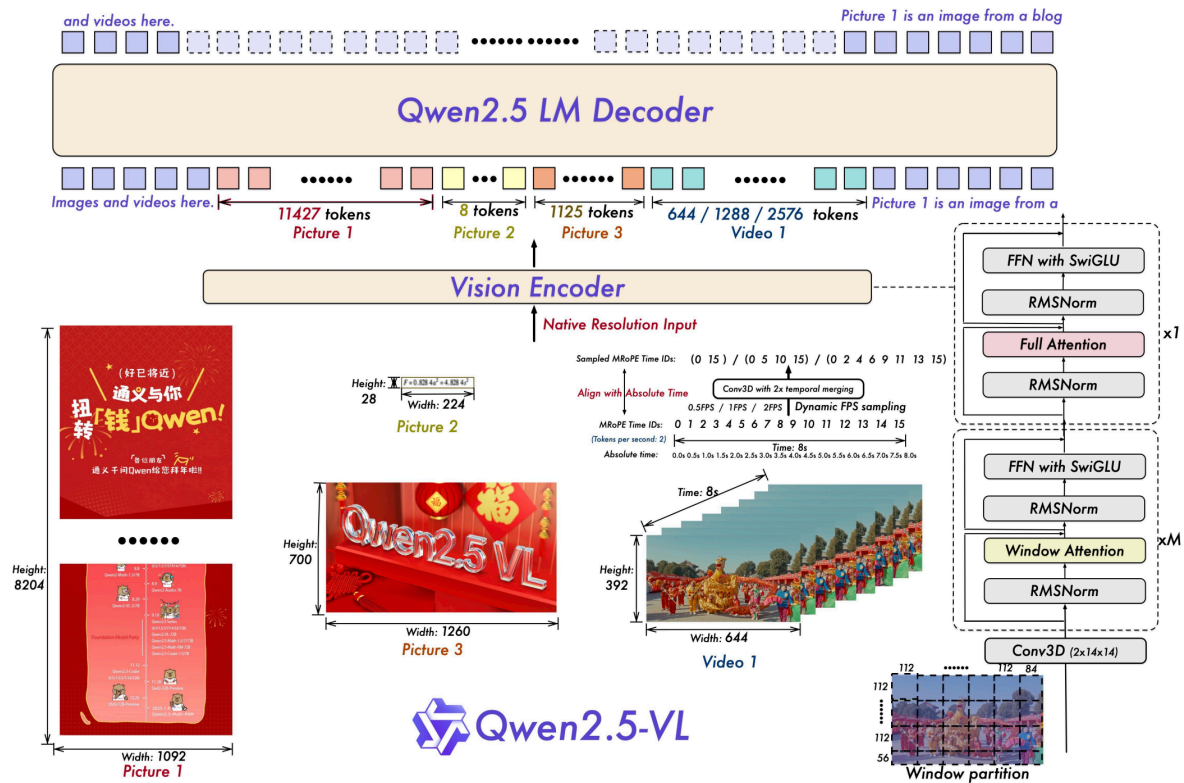 and videos here.
Picture 1 is an image from a blog
Qwen2.5 LM Decoder
Images and videos here.
11427 tokens
Picture 1
8 tokens
Picture 2
1125 tokens
Picture 3
644 / 1288 / 2576 tokens
Video 1
Picture 1 is an image from a
Vision Encoder
Native Resolution Input
Height:
8204
(好已将近)
通义与你
扭转「钱」Qwen!
各位朋友
通义千问Qwen给您拜年啦!!
Width: 1092
Picture 1
Height:
28
F = 0.828 4u² + 4.828 4v²
Width: 224
Picture 2
Height:
700
福
福
Qwen2.5 VL
Width: 1260
Picture 3
Sampled MRoPE Time IDs:
(0 15) / (0 5 10 15) / (0 2 4 6 9 11 13 15)
Align with Absolute Time
Conv3D with 2x temporal merging
0.5FPS / 1FPS / 2FPS
Dynamic FPS sampling
MRoPE Time IDs:
0 1 2 3 4 5 6 7 8 9 10 11 12 13 14 15
(Tokens per second: 2)
Time: 8s
Absolute time:
0.0s 0.5s 1.0s 1.5s 2.0s 2.5s 3.0s 3.5s 4.0s 4.5s 5.0s 5.5s 6.0s 6.5s 7.0s 7.5s 8.0s
Time: 8s
Height:
392
Width: 644
Video 1
FFN with SwiGLU
RMSNorm
Full Attention
RMSNorm
x1
FFN with SwiGLU
RMSNorm
Window Attention
RMSNorm
xM
Conv3D (2x14x14)
112
112
84
112
112
56
Window partition
Qwen2.5-VL